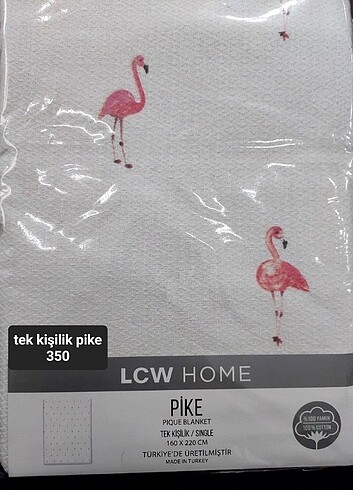 tek kişilik pike
350
LCW HOME
PİKE
PIQUE BLANKET
TEK KİŞİLİK / SINGLE
160 X 220 CM
TÜRKİYE'DE ÜRETİLMİŞTİR
MADE IN TURKEY
%100 PAMUK
100% COTTON